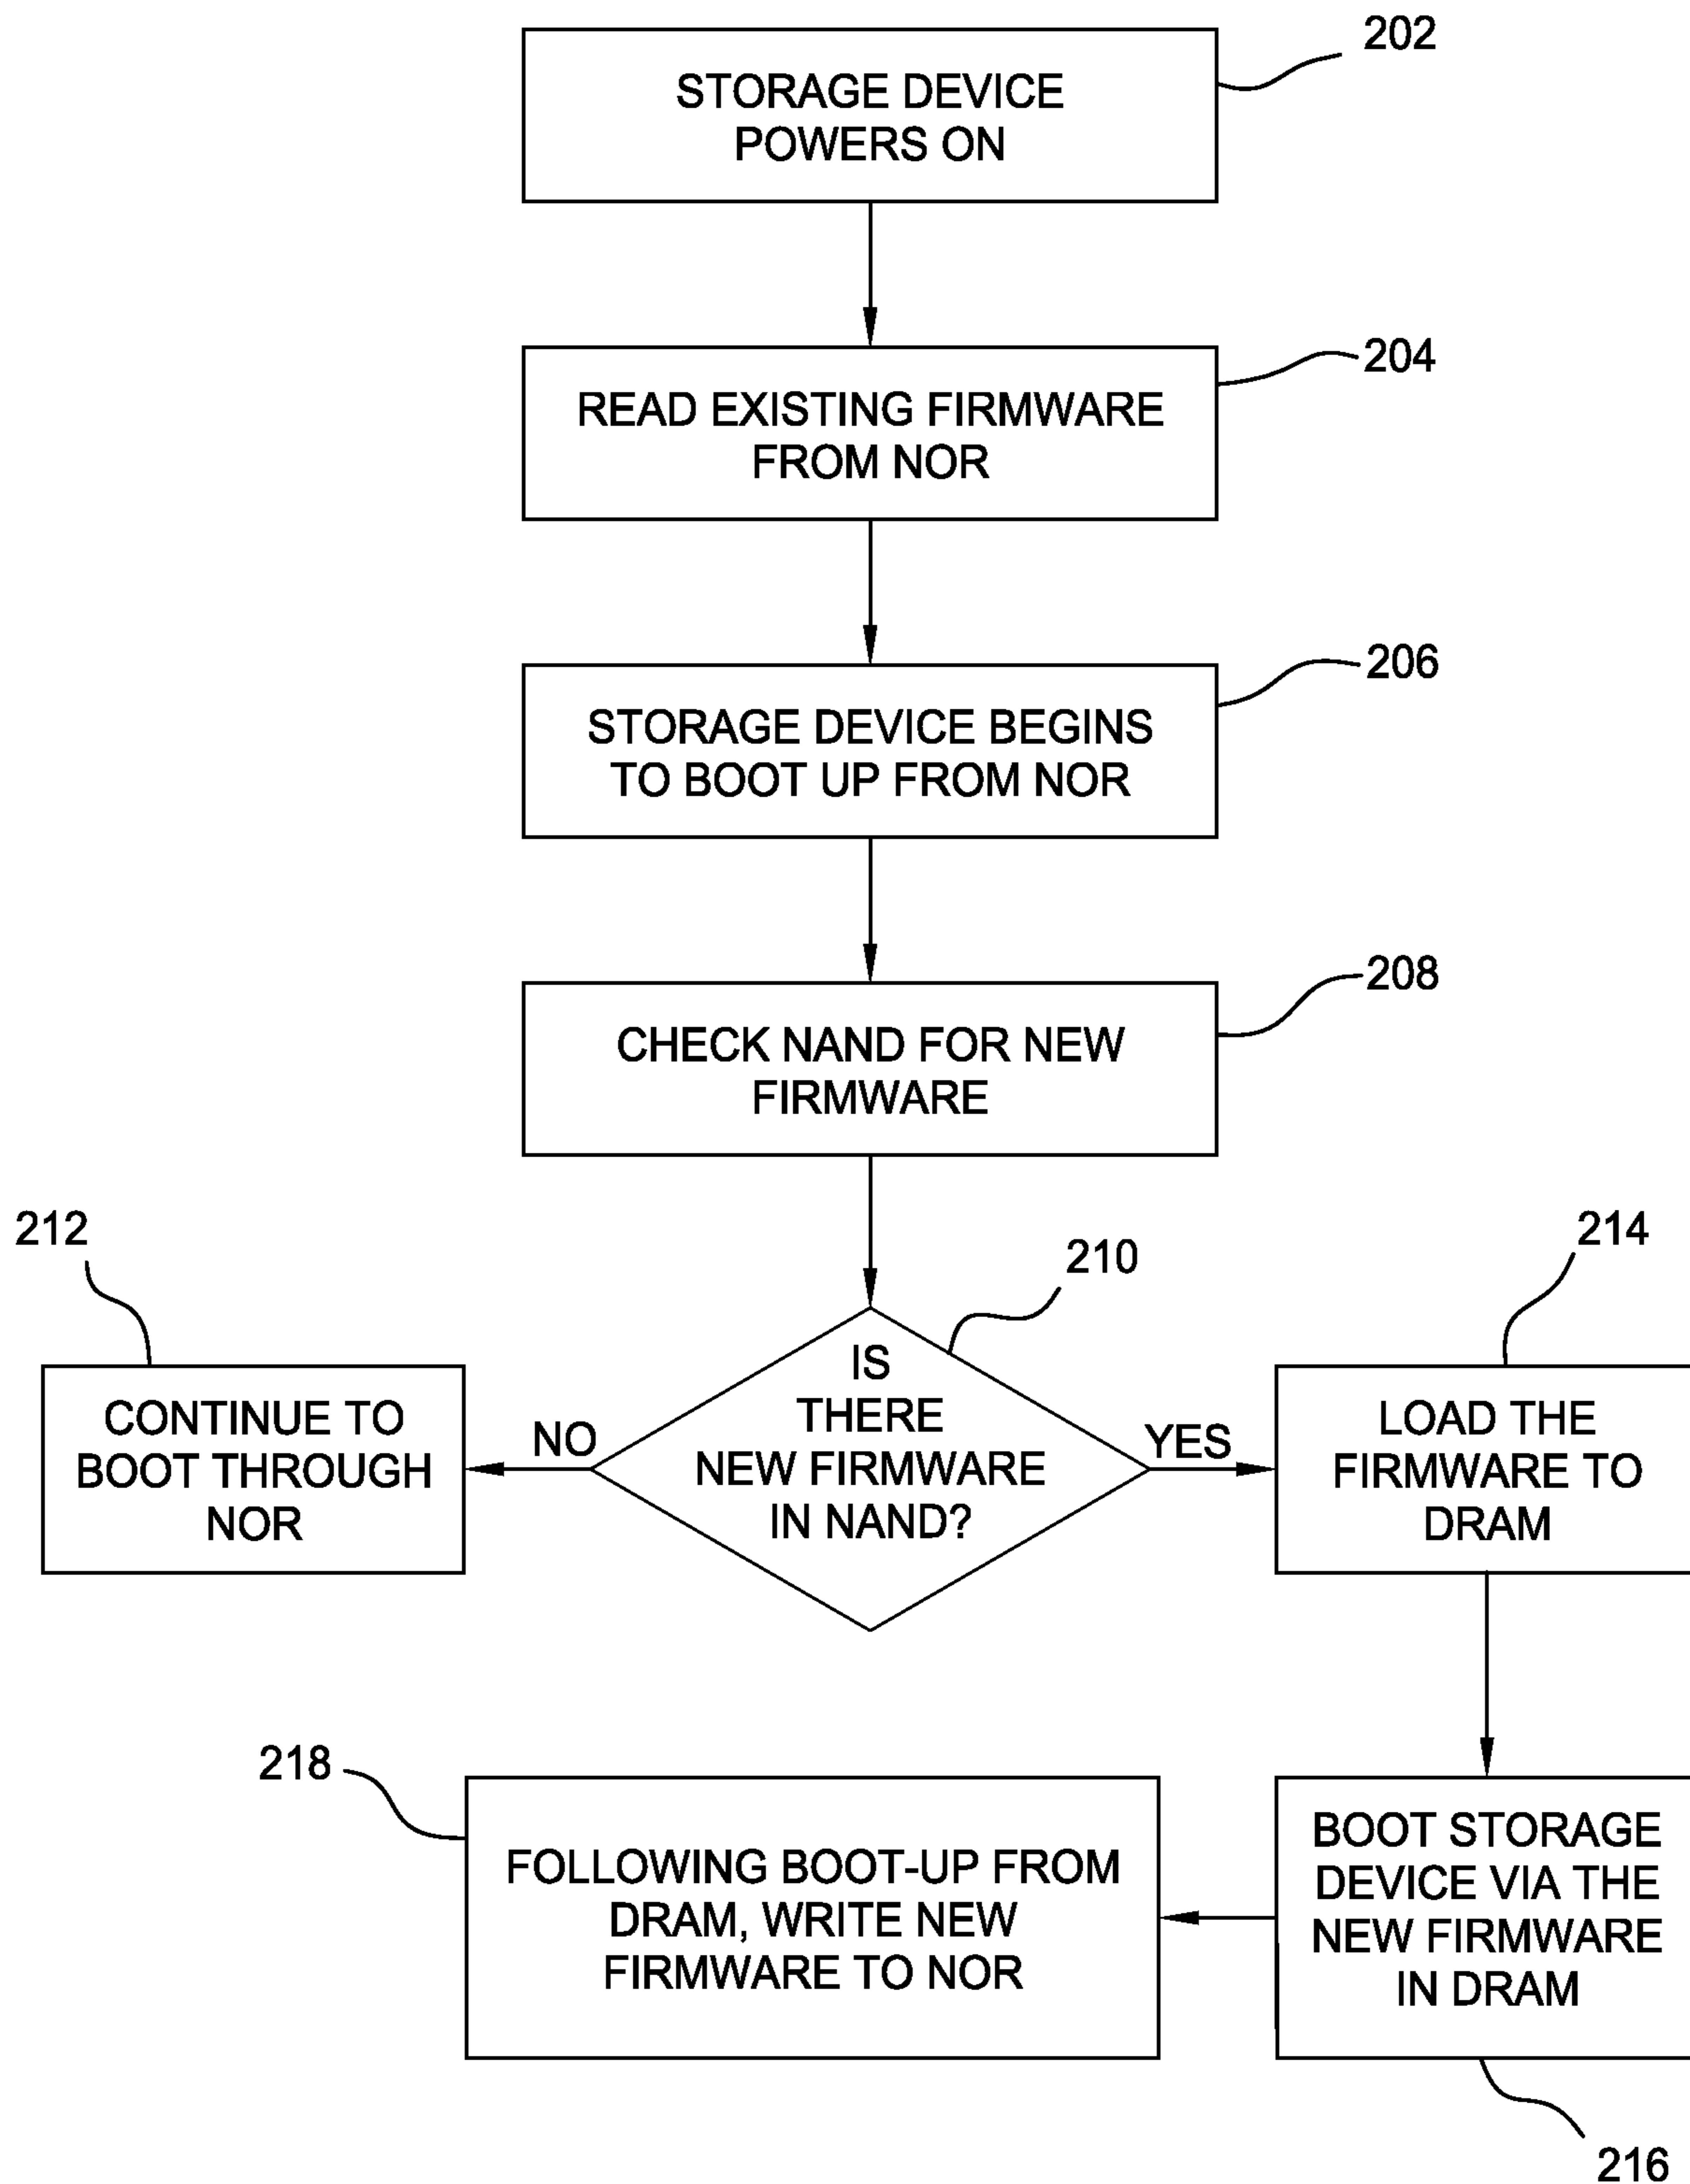 202
STORAGE DEVICE
POWERS ON
204
READ EXISTING FIRMWARE
FROM NOR
206
STORAGE DEVICE BEGINS
TO BOOT UP FROM NOR
208
CHECK NAND FOR NEW
FIRMWARE
210
IS
THERE
NEW FIRMWARE
IN NAND?
NO
212
CONTINUE TO
BOOT THROUGH
NOR
YES
214
LOAD THE
FIRMWARE TO
DRAM
BOOT STORAGE
DEVICE VIA THE
NEW FIRMWARE
IN DRAM
216
218
FOLLOWING BOOT-UP FROM
DRAM, WRITE NEW
FIRMWARE TO NOR